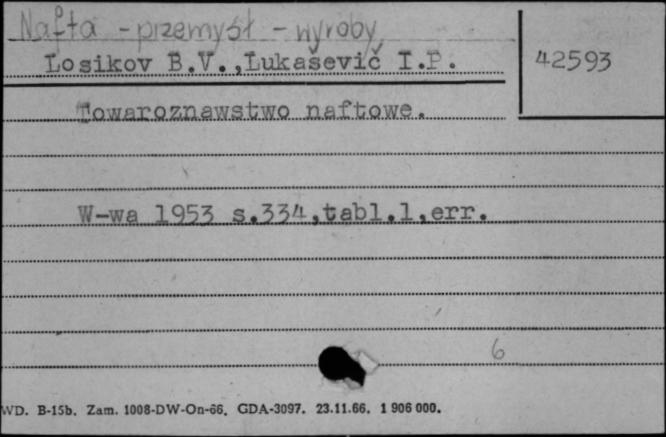 Nafta - przemysł - wyroby
Losikov B.V.,Lukaševič I.P.
42593
Towaroznawstwo naftowe.
W-wa 1953 s.334,tabl.1,err.
6
WD. B-15b. Zam. 1008-DW-On-66. GDA-3097. 23.11.66. 1 906 000.